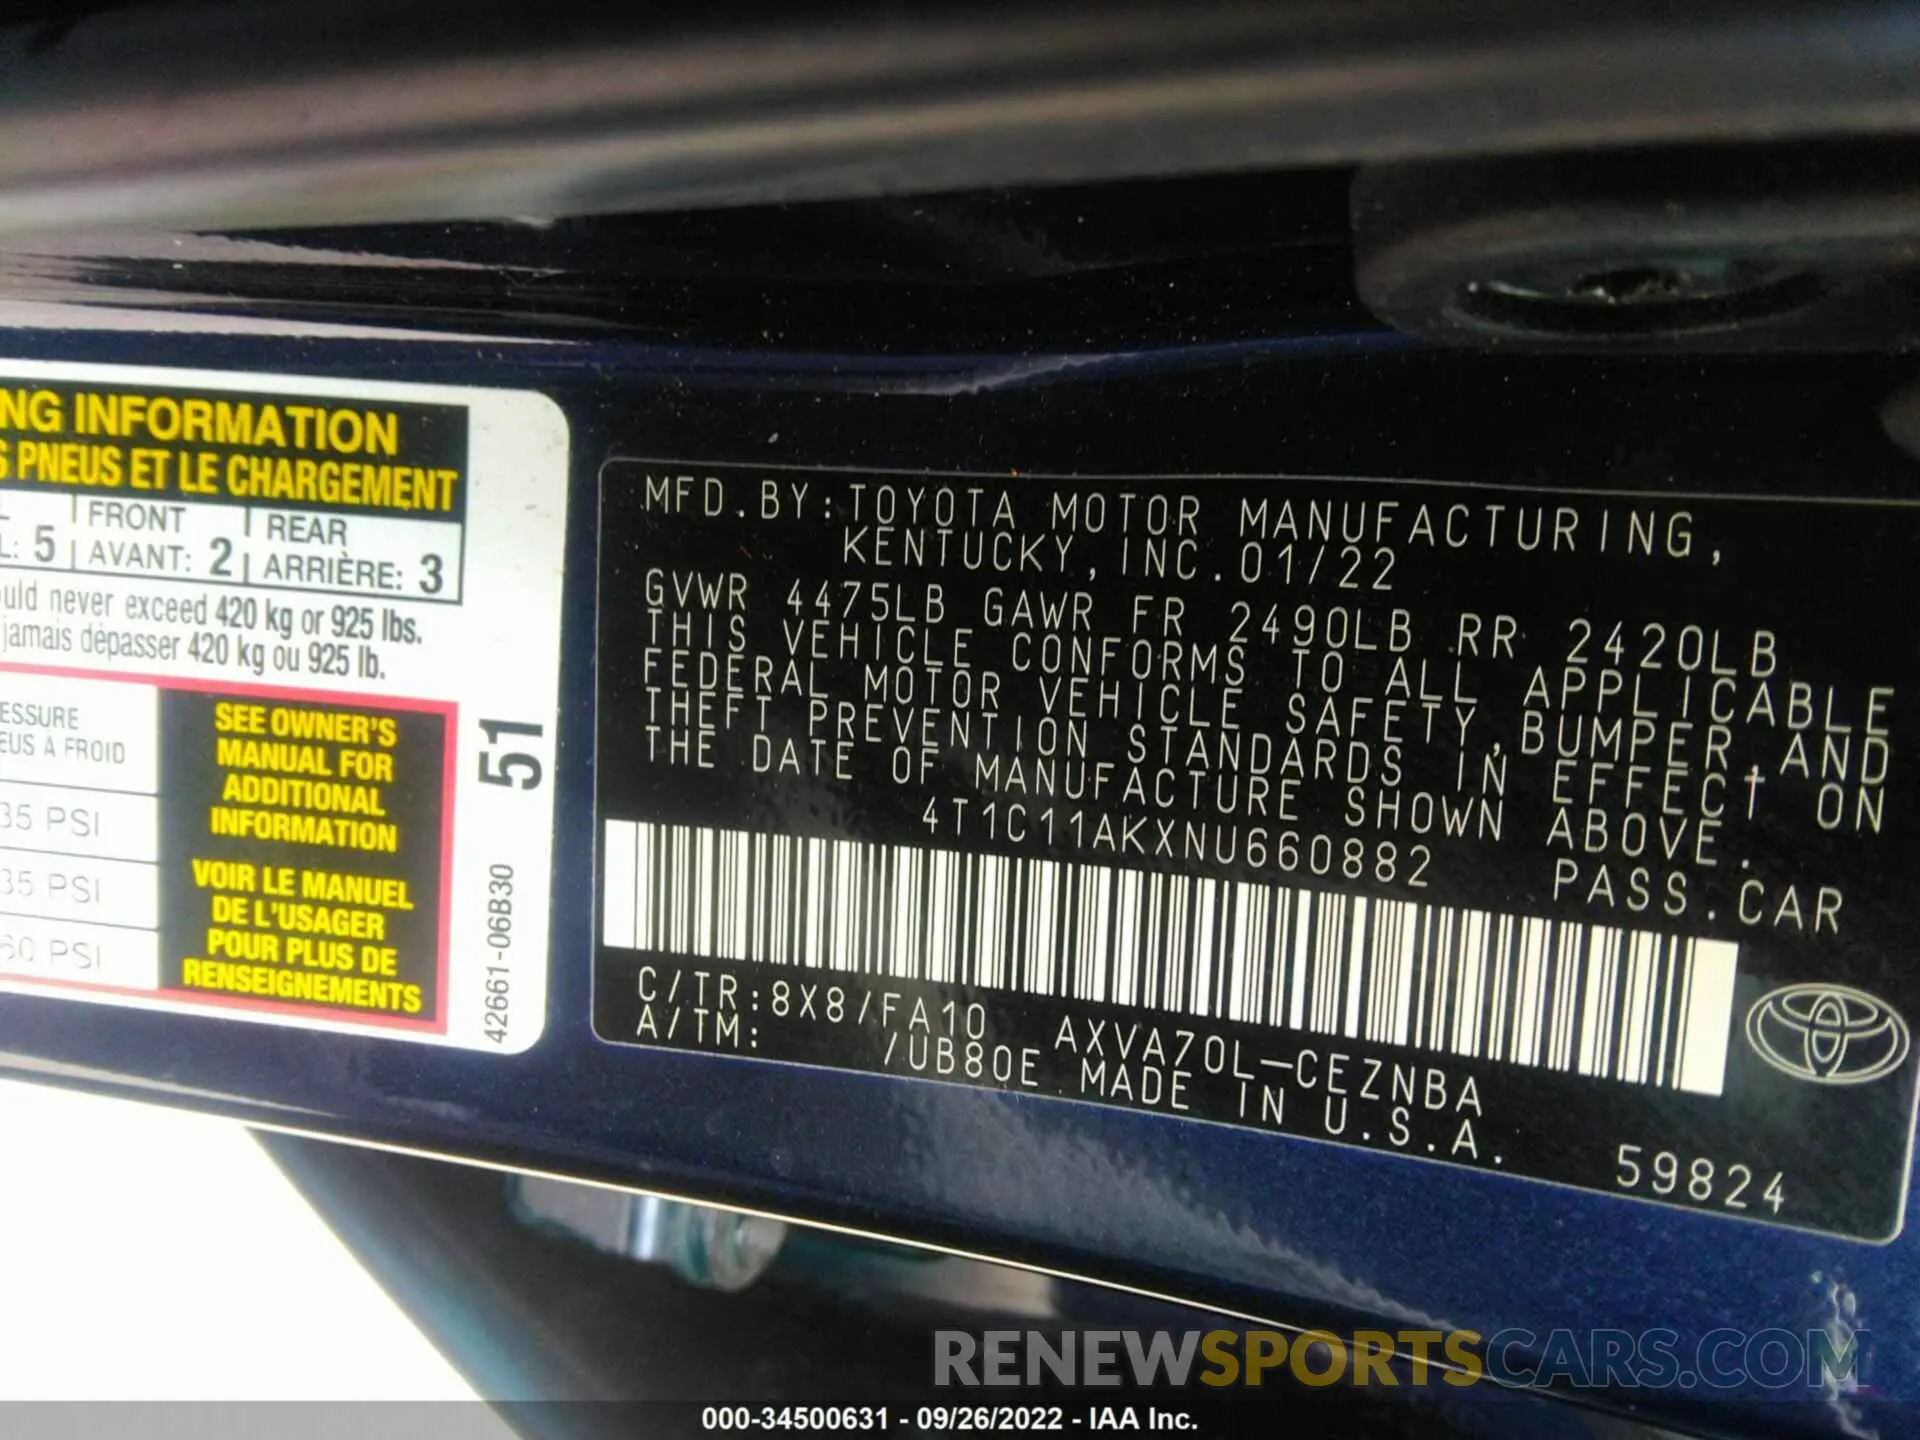 NG INFORMATION
S PNEUS ET LE CHARGEMENT
FRONT
REAR
L: 5
AVANT: 2
ARRIÈRE: 3
uld never exceed 420 kg or 925 lbs.
jamais dépasser 420 kg ou 925 lb.
ESSURE
EUS À FROID
35 PSI
35 PSI
60 PSI
SEE OWNER'S
MANUAL FOR
ADDITIONAL
INFORMATION
VOIR LE MANUEL
DE L'USAGER
POUR PLUS DE
RENSEIGNEMENTS
51
42661-06B30
MFD.BY:TOYOTA MOTOR MANUFACTURING,
KENTUCKY,INC.01/22
GVWR 4475LB GAWR FR 2490LB RR 2420LB
THIS VEHICLE CONFORMS TO ALL APPLICABLE
FEDERAL MOTOR VEHICLE SAFETY,BUMPER,AND
THEFT PREVENTION STANDARDS IN EFFECT ON
THE DATE OF MANUFACTURE SHOWN ABOVE.
4T1C11AKXNU660882
PASS.CAR
C/TR:8X8/FA10 AXVA70L-CEZNBA
A/TM: /UB80E MADE IN U.S.A.
59824
RENEWSPORTSCARS.COM
000-34500631 - 09/26/2022 - IAA Inc.